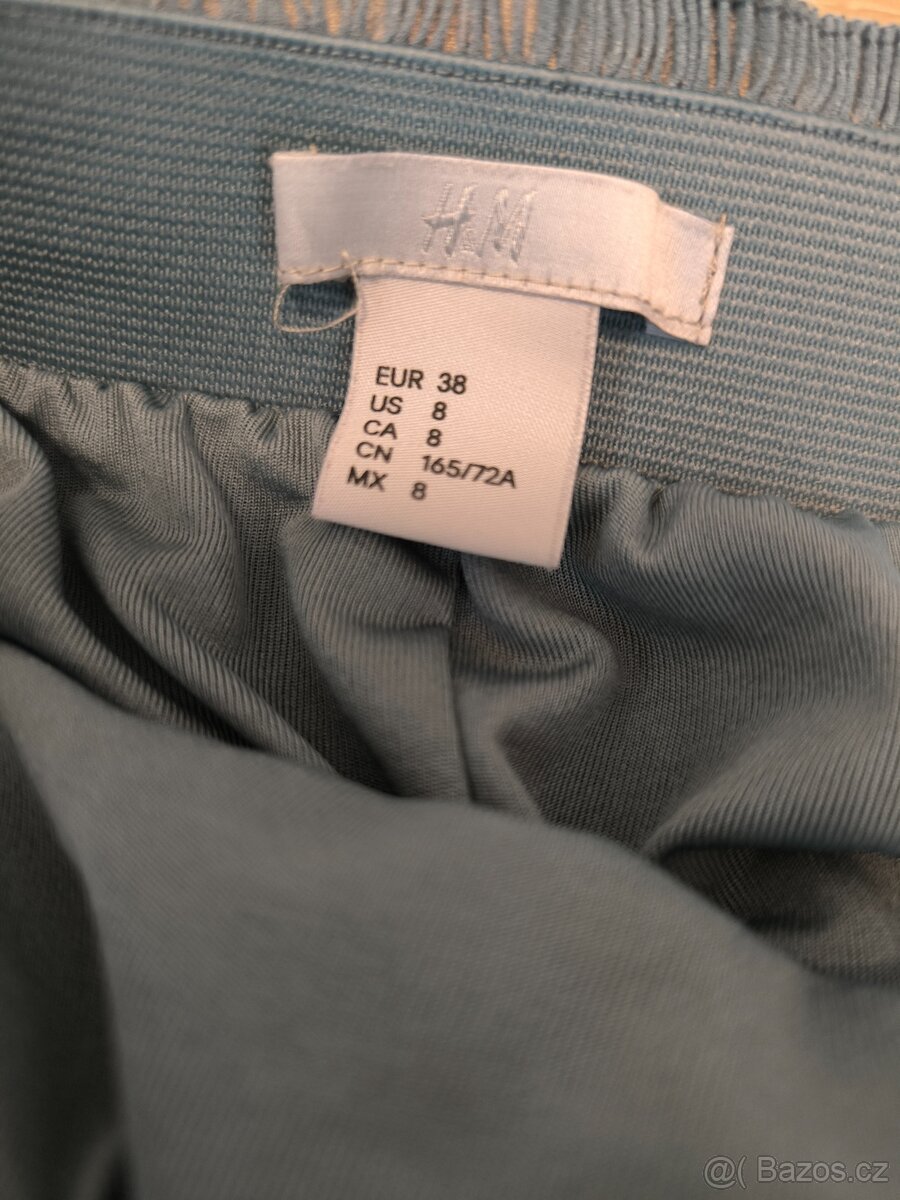 H&M
EUR 38
US 8
CA 8
CN 165/72A
MX 8
@( Bazos.cz